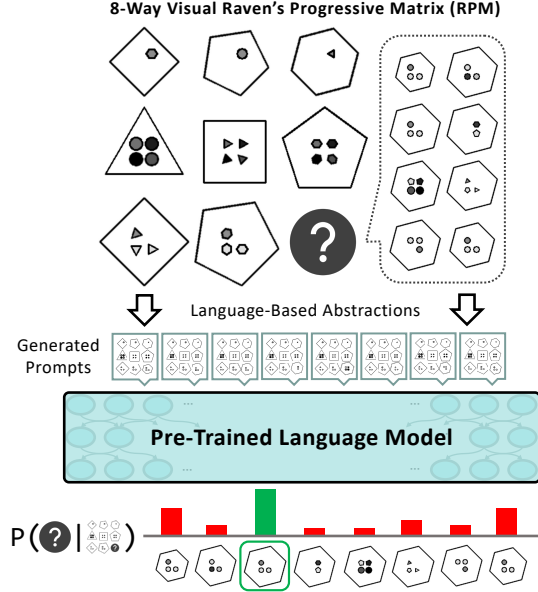 8-Way Visual Raven's Progressive Matrix (RPM)
?
Language-Based Abstractions
Generated
Prompts
... ...
Pre-Trained Language Model
... ...
P(?|?)